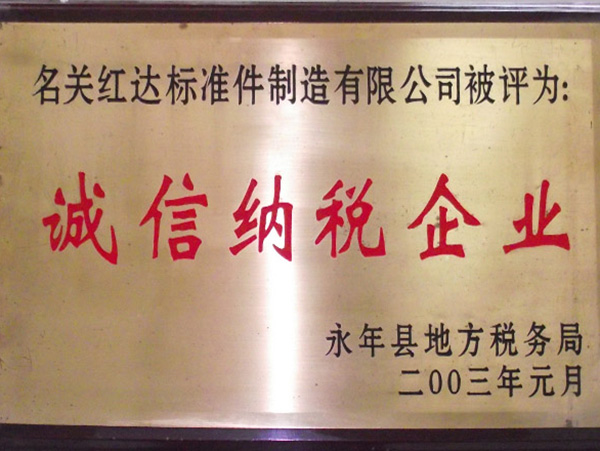 名关红达标准件制造有限公司被评为:
诚信纳税企业
永年县地方税务局
二00三年元月